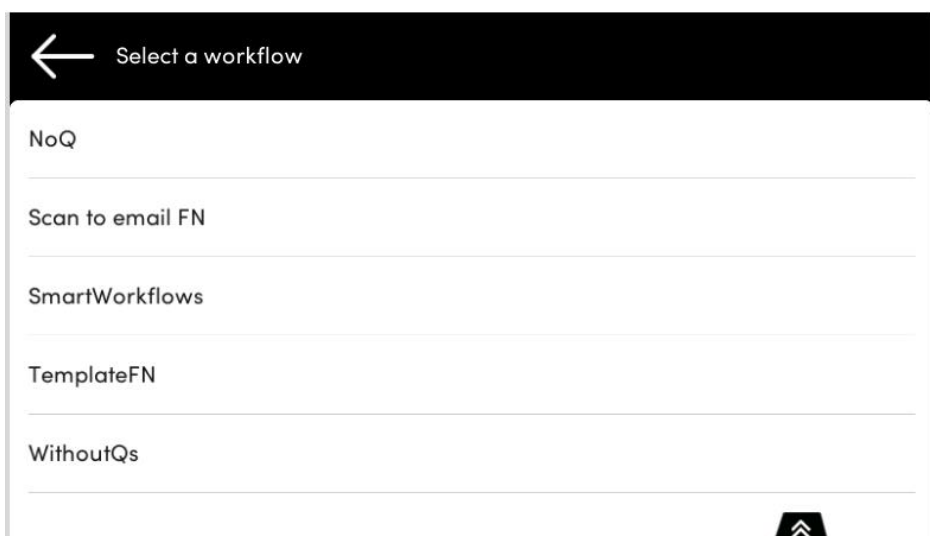 Select a workflow
NoQ
Scan to email FN
SmartWorkflows
TemplateFN
WithoutQs